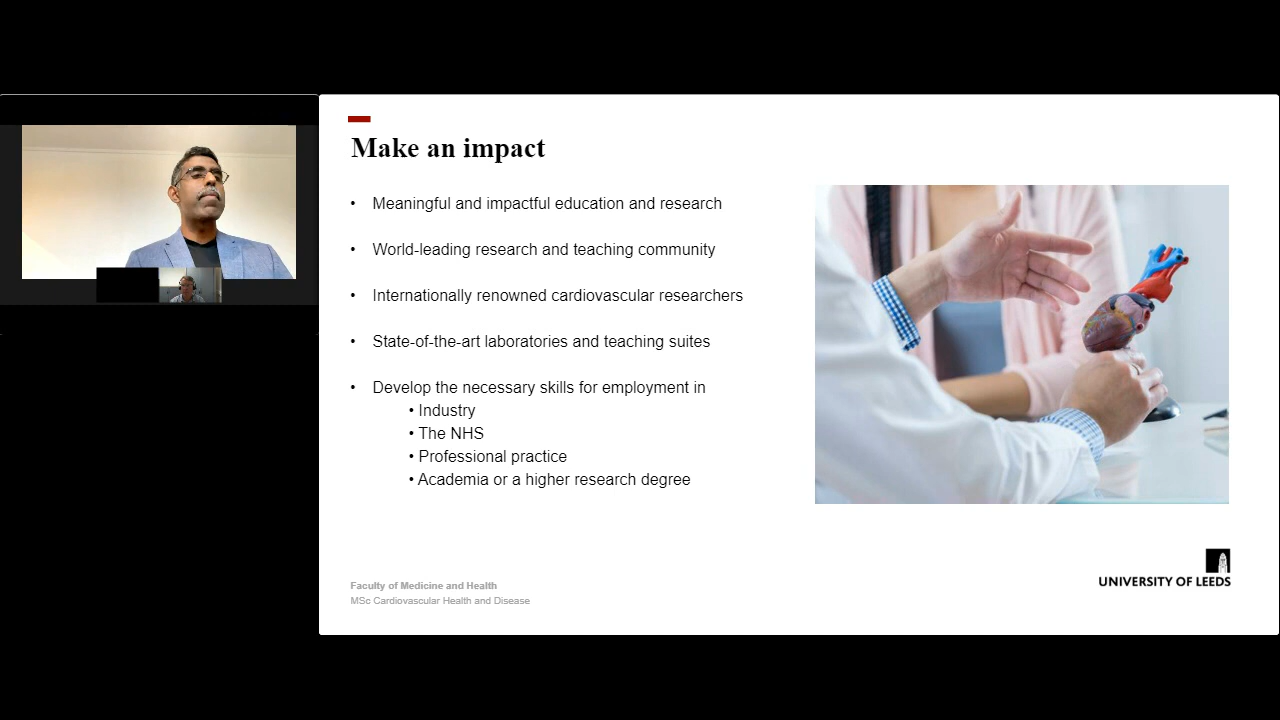 Make an impact
• Meaningful and impactful education and research
• World-leading research and teaching community
• Internationally renowned cardiovascular researchers
• State-of-the-art laboratories and teaching suites
• Develop the necessary skills for employment in
• Industry
• The NHS
• Professional practice
• Academia or a higher research degree
Faculty of Medicine and Health
MSc Cardiovascular Health and Disease
UNIVERSITY OF LEEDS